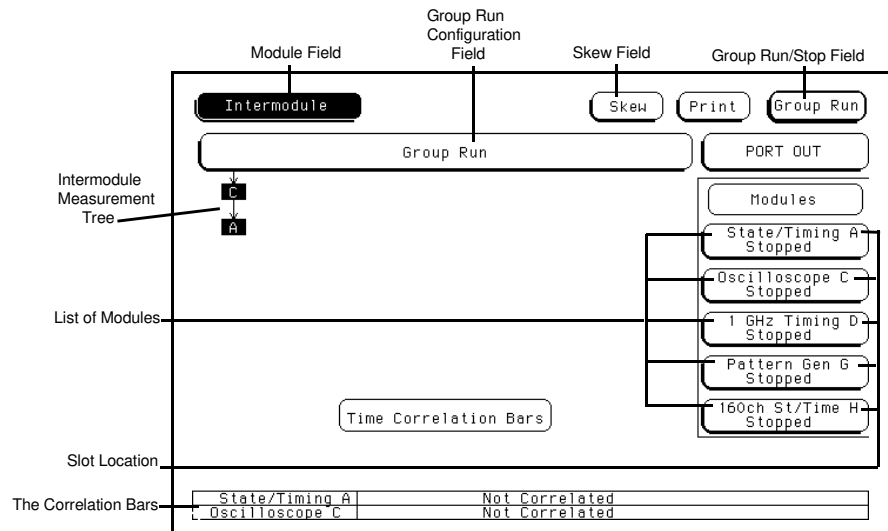 Group Run
Configuration
Field
Module Field
Skew Field
Group Run/Stop Field
Intermodule
Skew
Print
Group Run
Group Run
PORT OUT
Intermodule
Measurement
Tree
C
A
Modules
State/Timing A
Stopped
Oscilloscope C
Stopped
List of Modules
1 GHz Timing D
Stopped
Pattern Gen G
Stopped
160ch St/Time H
Stopped
Time Correlation Bars
Slot Location
The Correlation Bars
State/Timing A Not Correlated
Oscilloscope C Not Correlated